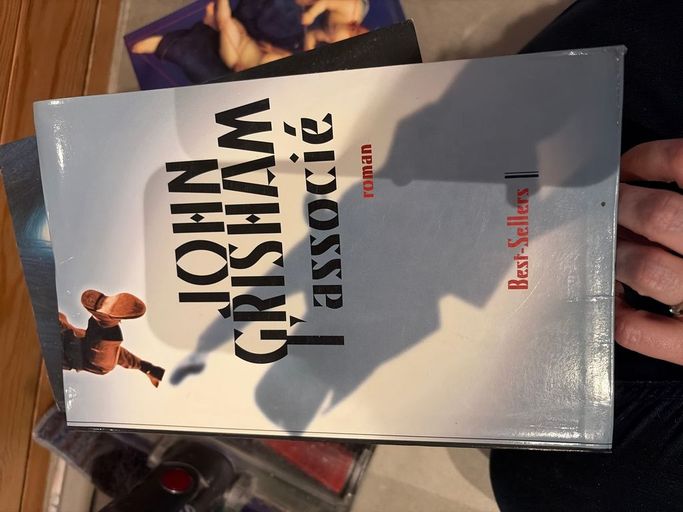 JOHN
GRISHAM
l'associé
roman
Best-Sellers